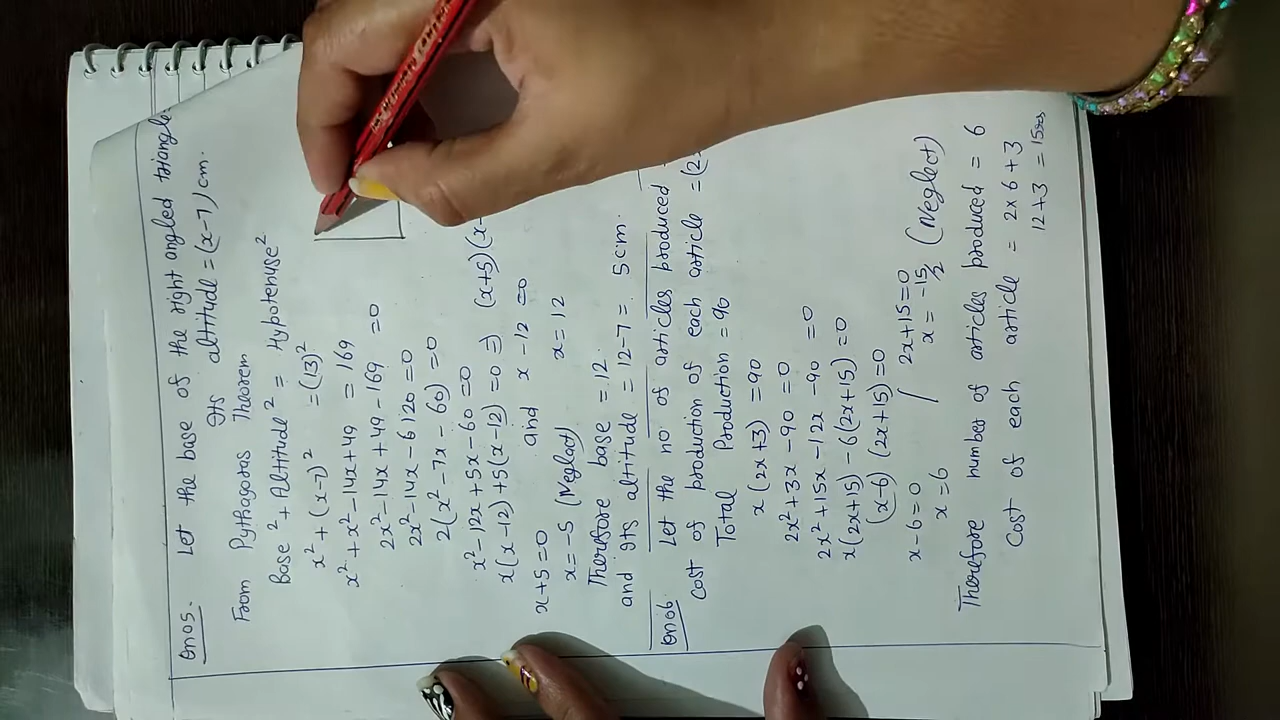 Qno5. Let the base of the right angled triangle
Its altitude = (x-7) cm.
From Pythagoras Theorem
Base² + Altitude² = Hypotenuse²
x² + (x-7)² = (13)²
x² + x² - 14x + 49 = 169
2x² - 14x + 49 - 169 = 0
2x² - 14x - 6120 = 0
2(x² - 7x - 60) = 0
x² - 12x + 5x - 60 = 0
x(x-12) + 5(x-12) = 0 ⇒ (x+5)(x-
x+5=0 and x-12=0
x = -5 (Neglect) x = 12
Therefore base = 12
and its altitude = 12-7 = 5cm.
Qno6 Let the no of articles produced
Cost of production of each article = (2
Total Production = 90
x(2x+3) = 90
2x² + 3x - 90 = 0
2x² + 15x - 12x - 90 = 0
x(2x+15) - 6(2x+15) = 0
(x-6) (2x+15) = 0
x-6=0 / 2x+15=0
x=6 x = -15/2 (Neglect)
Therefore number of articles produced = 6
Cost of each article = 2x6+3
12+3 = 15